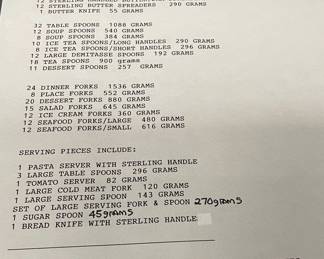 12 STERLING BUTTER SPREADERS 290 GRAMS
1 BUTTER KNIFE 55 GRAMS
32 TABLE SPOONS 1088 GRAMS
12 SOUP SPOONS 540 GRAMS
8 SOUP SPOONS 384 GRAMS
10 ICE TEA SPOONS/LONG HANDLES 290 GRAMS
8 ICE TEA SPOONS/SHORT HANDLES 296 GRAMS
12 LARGE DEMITASSE SPOONS 192 GRAMS
18 TEA SPOONS 900 grams
11 DESSERT SPOONS 257 GRAMS
24 DINNER FORKS 1536 GRAMS
8 PLACE FORKS 552 GRAMS
20 DESSERT FORKS 880 GRAMS
15 SALAD FORKS 645 GRAMS
12 ICE CREAM FORKS 360 GRAMS
12 SEAFOOD FORKS/LARGE 480 GRAMS
12 SEAFOOD FORKS/SMALL 616 GRAMS
SERVING PIECES INCLUDE:
1 PASTA SERVER WITH STERLING HANDLE
3 LARGE TABLE SPOONS 296 GRAMS
1 TOMATO SERVER 82 GRAMS
1 LARGE COLD MEAT FORK 120 GRAMS
1 LARGE SERVING SPOON 143 GRAMS
SET OF LARGE SERVING FORK & SPOON 270grams
1 SUGAR SPOON 45grams
1 BREAD KNIFE WITH STERLING HANDLE